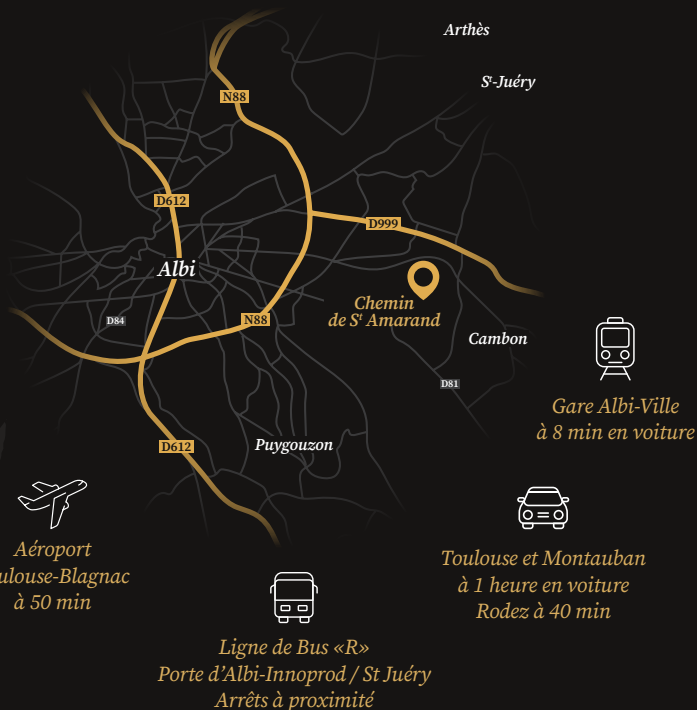 Arthès
Sᵗ-Juéry
N88
D612
D999
Albi
Chemin
de Sᵗ Amarand
D84
N88
Cambon
D81
Gare Albi-Ville
à 8 min en voiture
D612
Puygouzon
Aéroport
ulouse-Blagnac
à 50 min
Toulouse et Montauban
à 1 heure en voiture
Rodez à 40 min
Ligne de Bus «R»
Porte d’Albi-Innoprod / St Juéry
Arrêts à proximité